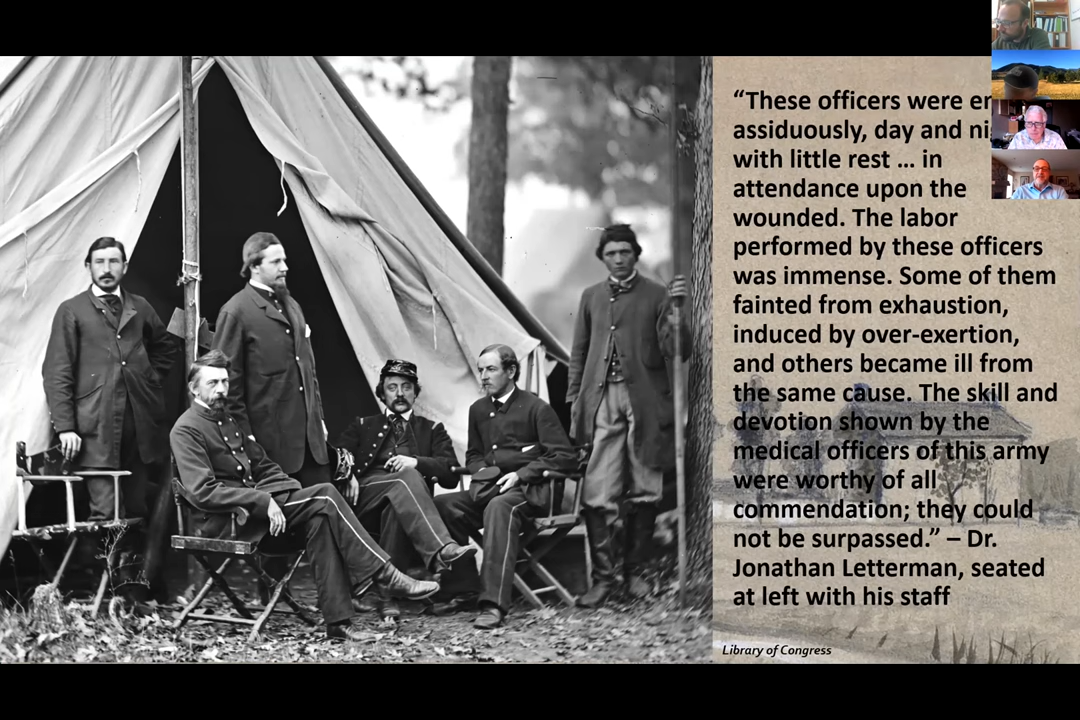 “These officers were
assiduously, day and
with little rest ... in
attendance upon the
wounded. The labor
performed by these officers
was immense. Some of them
fainted from exhaustion,
induced by over-exertion,
and others became ill from
the same cause. The skill and
devotion shown by the
medical officers of this army
were worthy of all
commendation; they could
not be surpassed.” – Dr.
Jonathan Letterman, seated
at left with his staff
Library of Congress